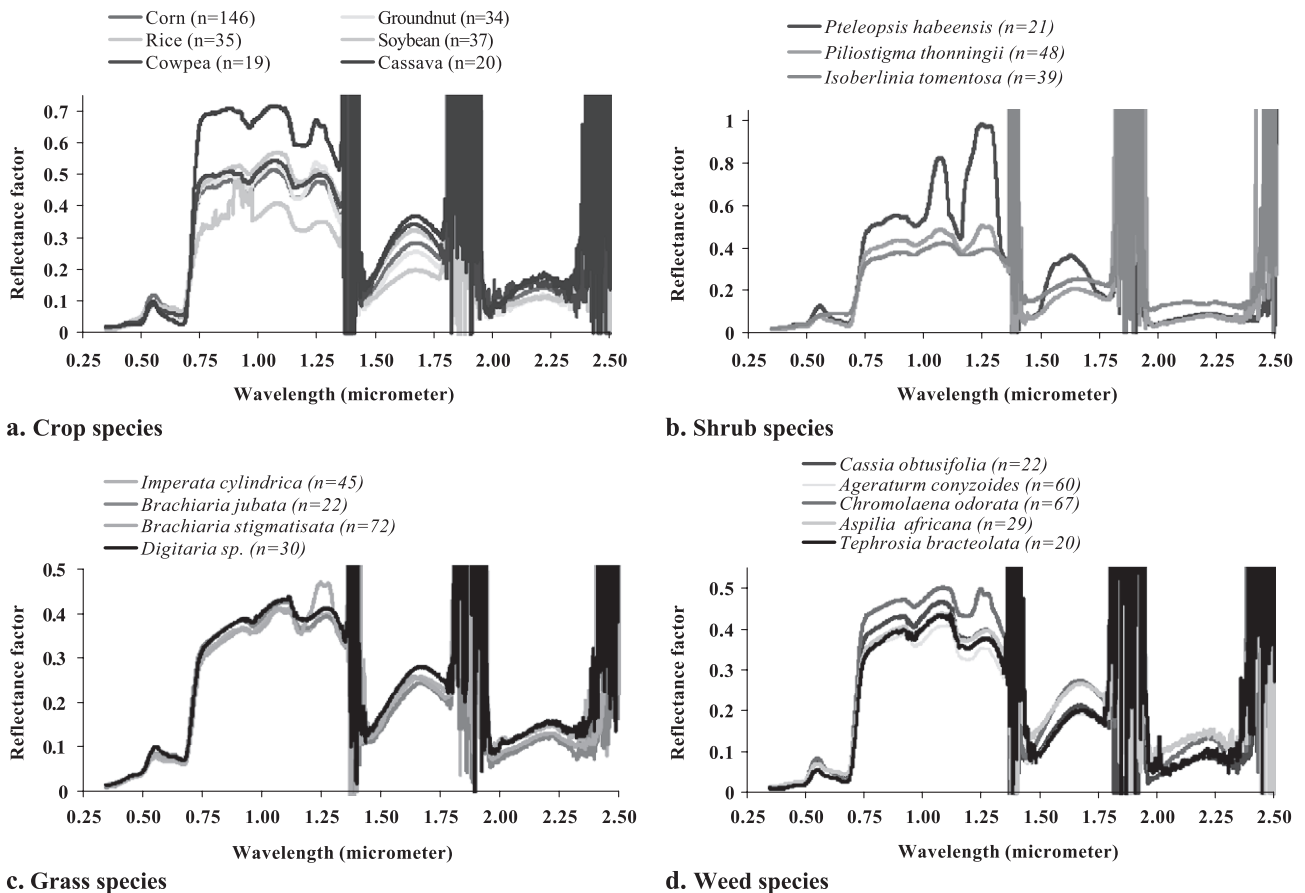 Corn (n=146)
Rice (n=35)
Cowpea (n=19)
Groundnut (n=34)
Soybean (n=37)
Cassava (n=20)
Reflectance factor
0.7
0.6
0.5
0.4
0.3
0.2
0.1
0
0.25 0.50 0.75 1.00 1.25 1.50 1.75 2.00 2.25 2.50
Wavelength (micrometer)
a. Crop species
Pteleopsis habeensis (n=21)
Piliostigma thonningii (n=48)
Isoberlinia tomentosa (n=39)
Reflectance factor
1
0.8
0.6
0.4
0.2
0
0.25 0.50 0.75 1.00 1.25 1.50 1.75 2.00 2.25 2.50
Wavelength (micrometer)
b. Shrub species
Imperata cylindrica (n=45)
Brachiaria jubata (n=22)
Brachiaria stigmatisata (n=72)
Digitaria sp. (n=30)
Reflectance factor
0.5
0.4
0.3
0.2
0.1
0
0.25 0.50 0.75 1.00 1.25 1.50 1.75 2.00 2.25 2.50
Wavelength (micrometer)
c. Grass species
Cassia obtusifolia (n=22)
Ageraturm conyzoides (n=60)
Chromolaena odorata (n=67)
Aspilia africana (n=29)
Tephrosia bracteolata (n=20)
Reflectance factor
0.5
0.4
0.3
0.2
0.1
0
0.25 0.50 0.75 1.00 1.25 1.50 1.75 2.00 2.25 2.50
Wavelength (micrometer)
d. Weed species